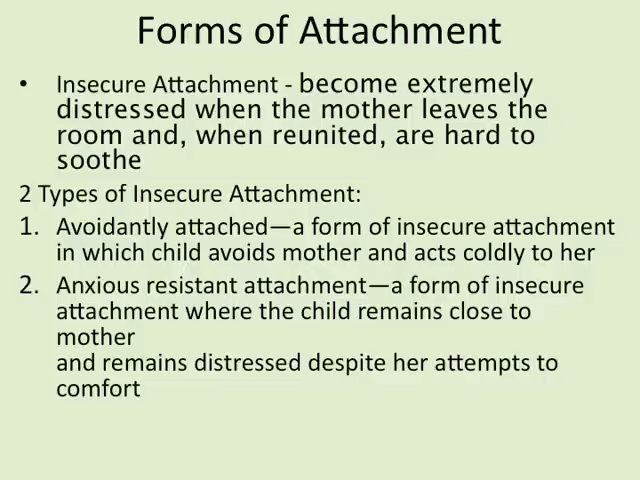 Forms of Attachment
• Insecure Attachment - become extremely
distressed when the mother leaves the
room and, when reunited, are hard to
soothe
2 Types of Insecure Attachment:
1. Avoidantly attached—a form of insecure attachment
in which child avoids mother and acts coldly to her
2. Anxious resistant attachment—a form of insecure
attachment where the child remains close to
mother
and remains distressed despite her attempts to
comfort